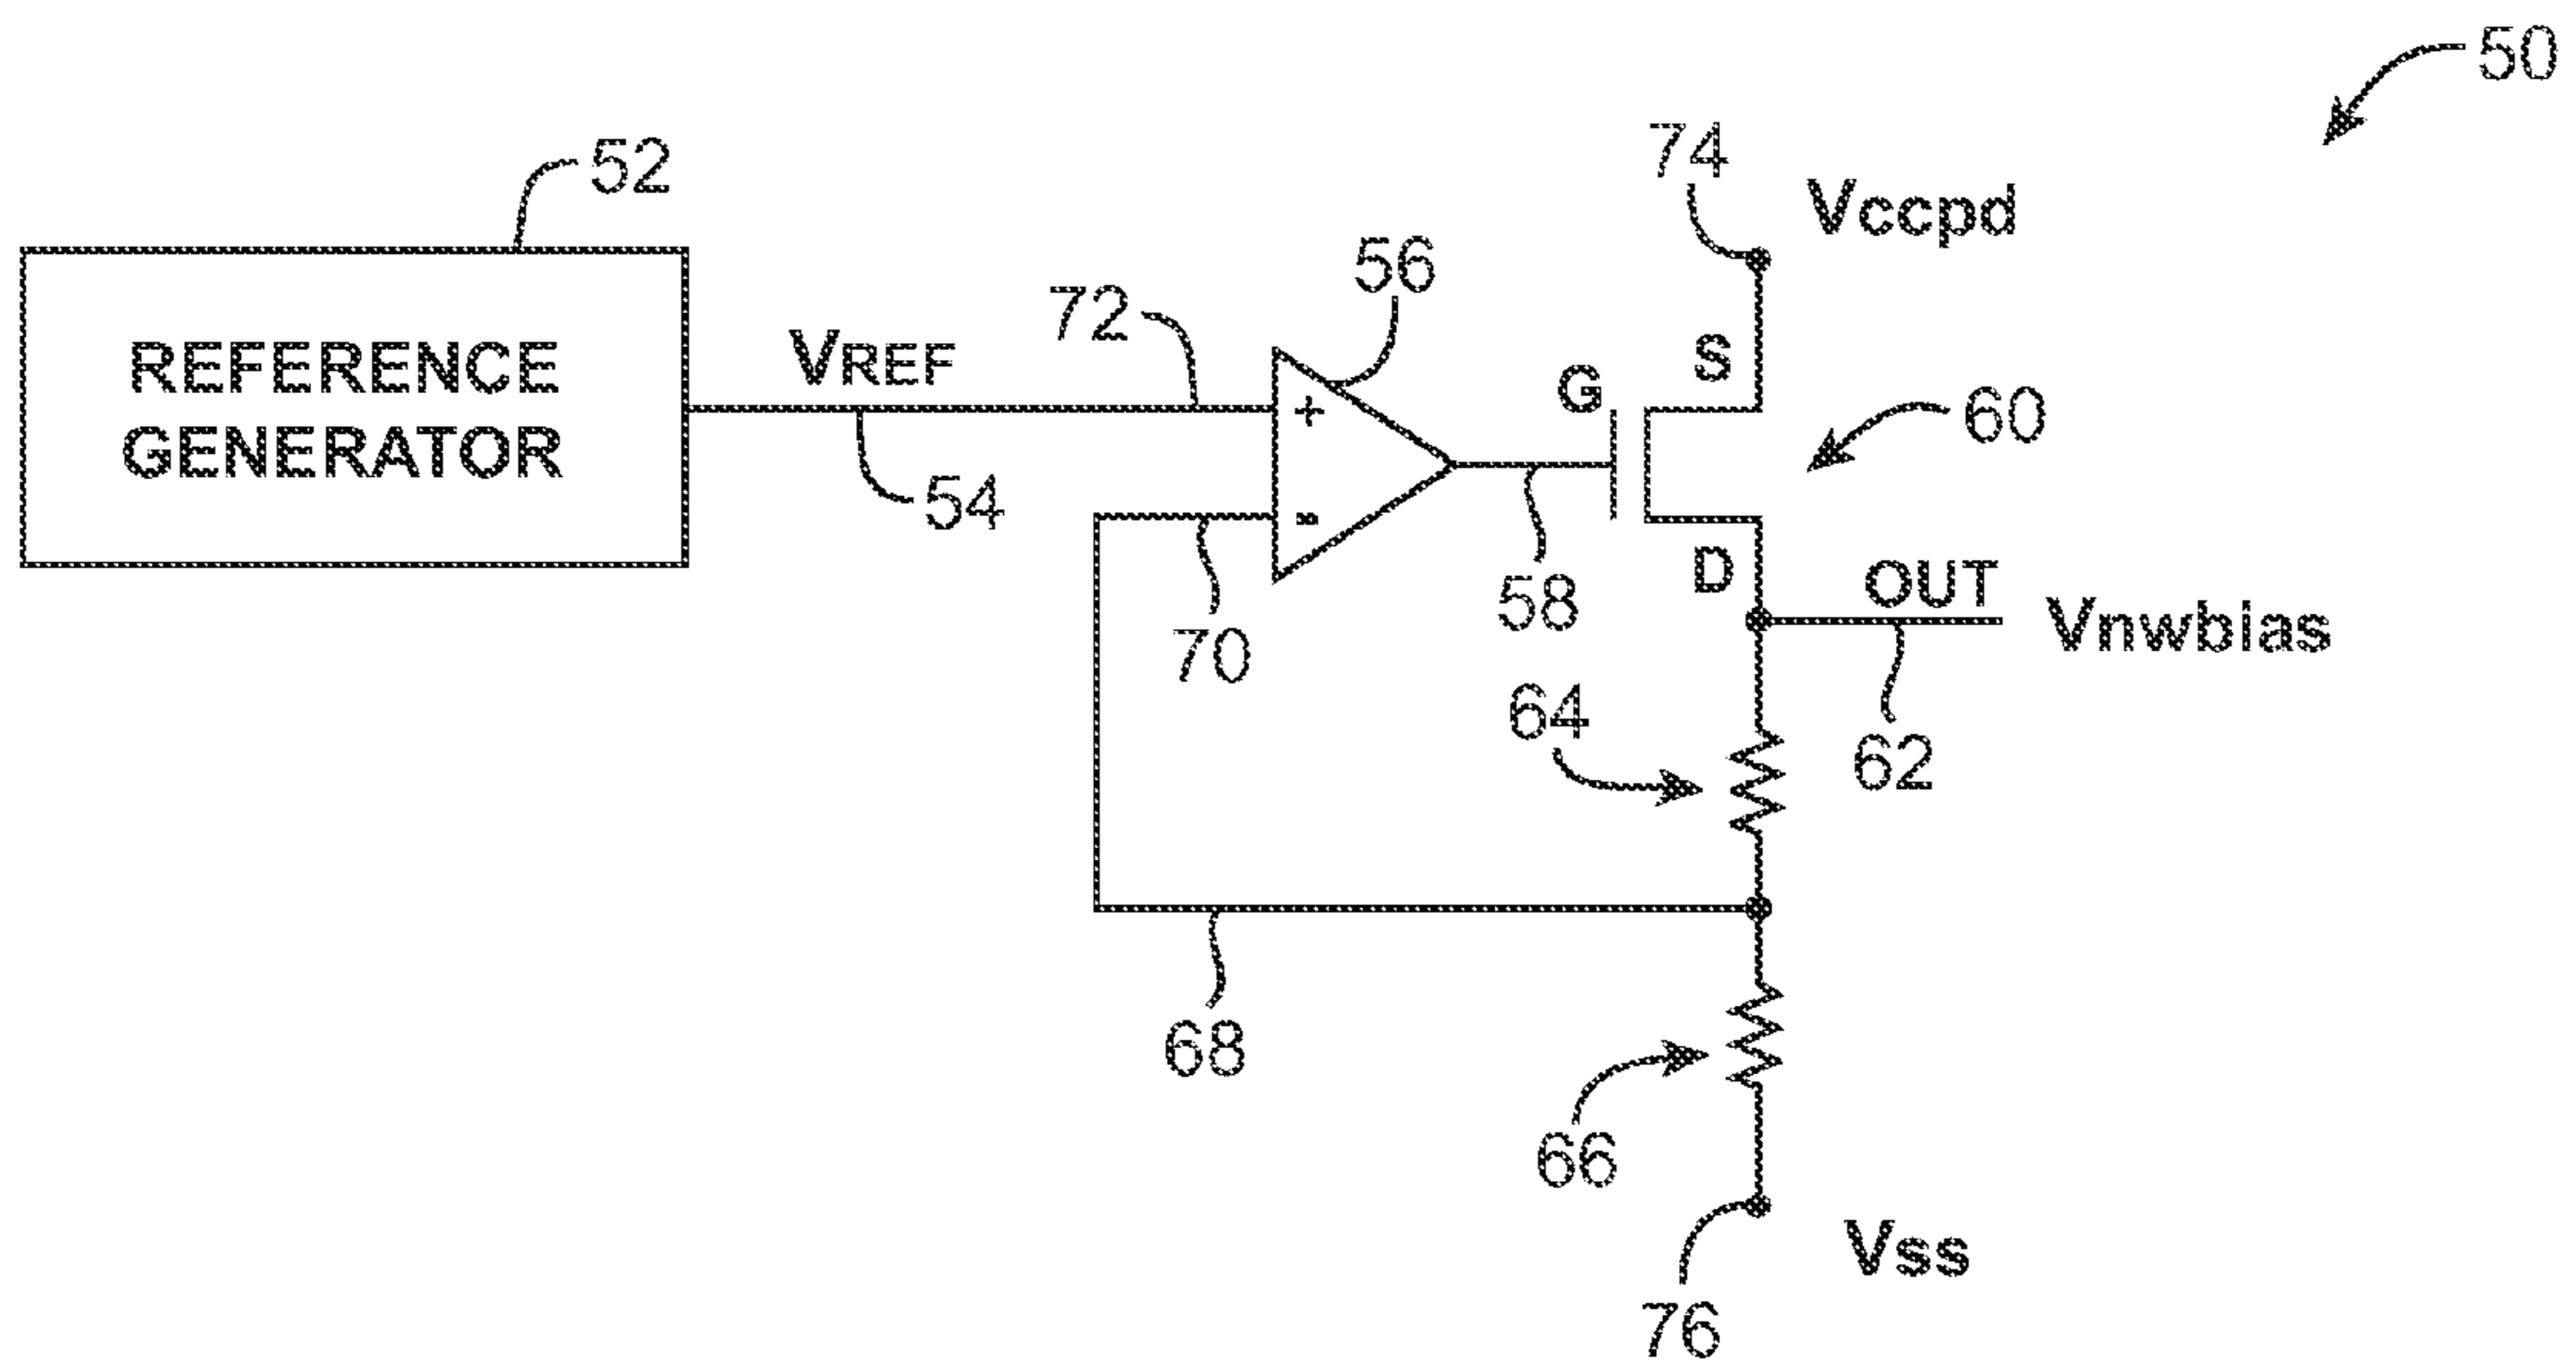 50
52
74
Vccpd
56
72
VREF
S
REFERENCE
GENERATOR
G
+
60
54
-
D
OUT
58
Vnwbias
70
64
62
68
66
Vss
76